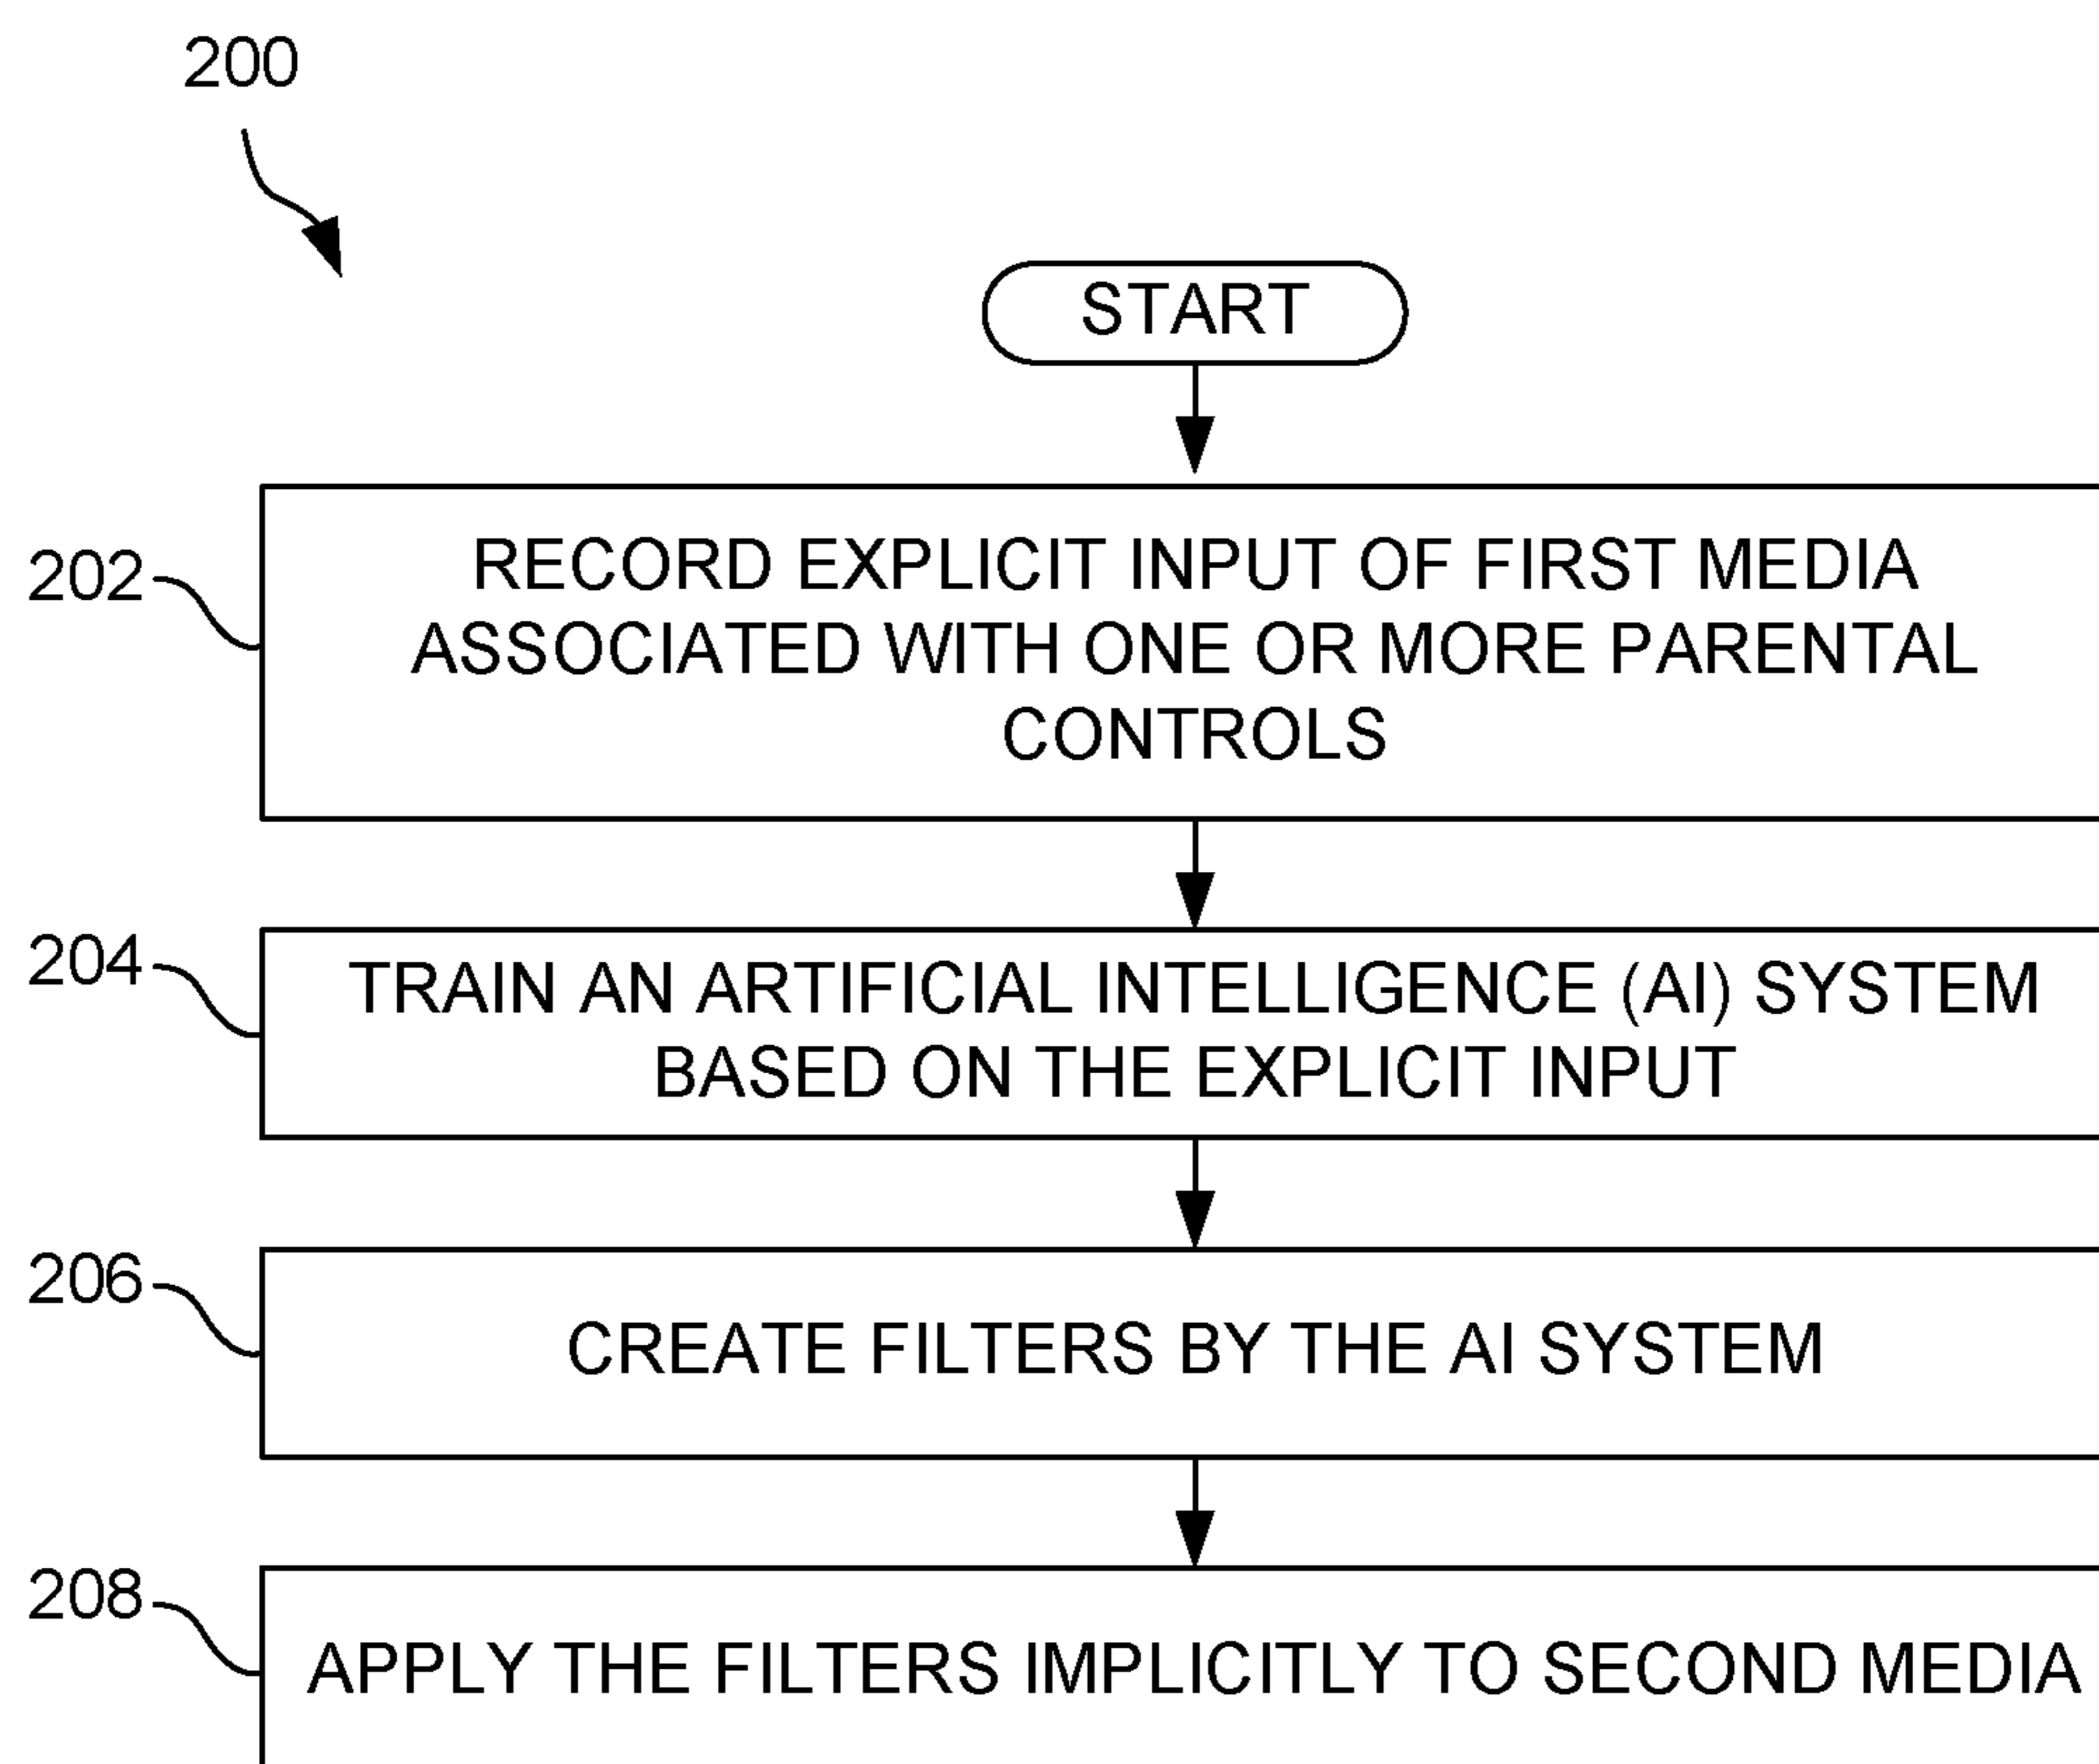 200
START
202
RECORD EXPLICIT INPUT OF FIRST MEDIA
ASSOCIATED WITH ONE OR MORE PARENTAL
CONTROLS
204
TRAIN AN ARTIFICIAL INTELLIGENCE (AI) SYSTEM
BASED ON THE EXPLICIT INPUT
206
CREATE FILTERS BY THE AI SYSTEM
208
APPLY THE FILTERS IMPLICITLY TO SECOND MEDIA